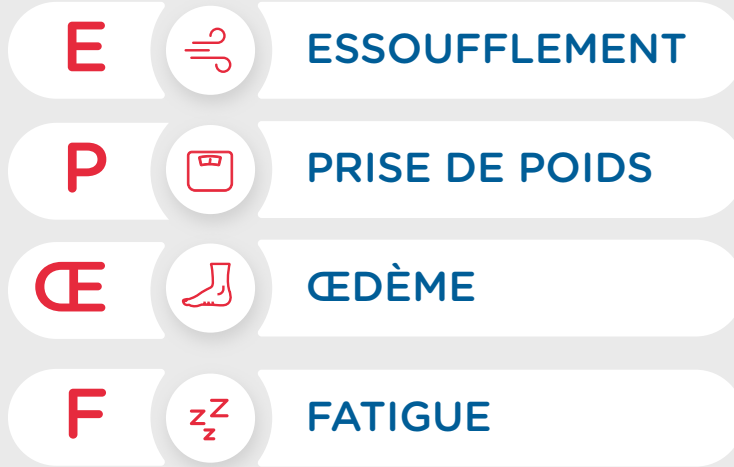 E ESSOUFFLEMENT
P PRISE DE POIDS
Œ ŒDÈME
F FATIGUE